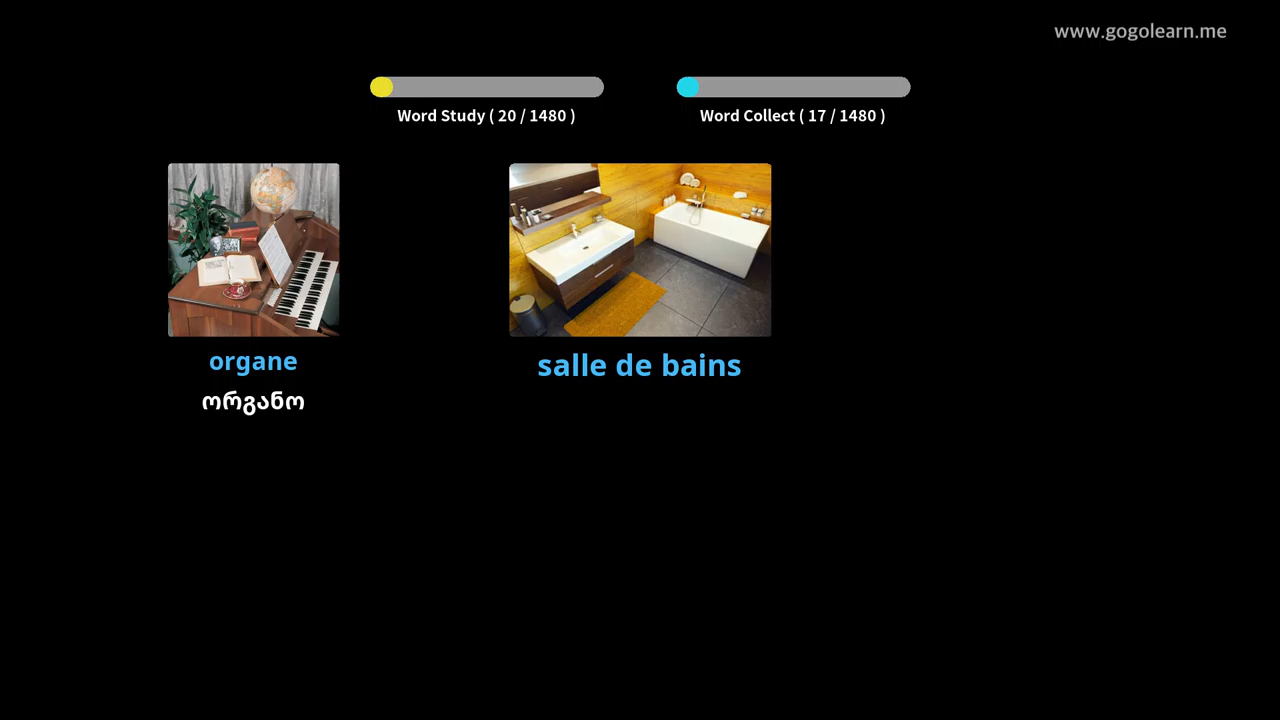 www.gogolearn.me
Word Study ( 20 / 1480 )
Word Collect ( 17 / 1480 )
organe
ორგანო
salle de bains